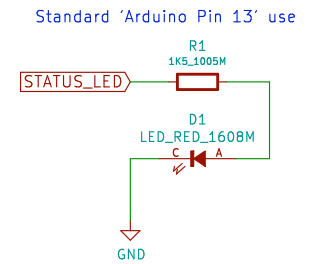 Standard 'Arduino Pin 13' use
R1
1K5_1005M
STATUS_LED
D1
LED_RED_1608M
C A
GND